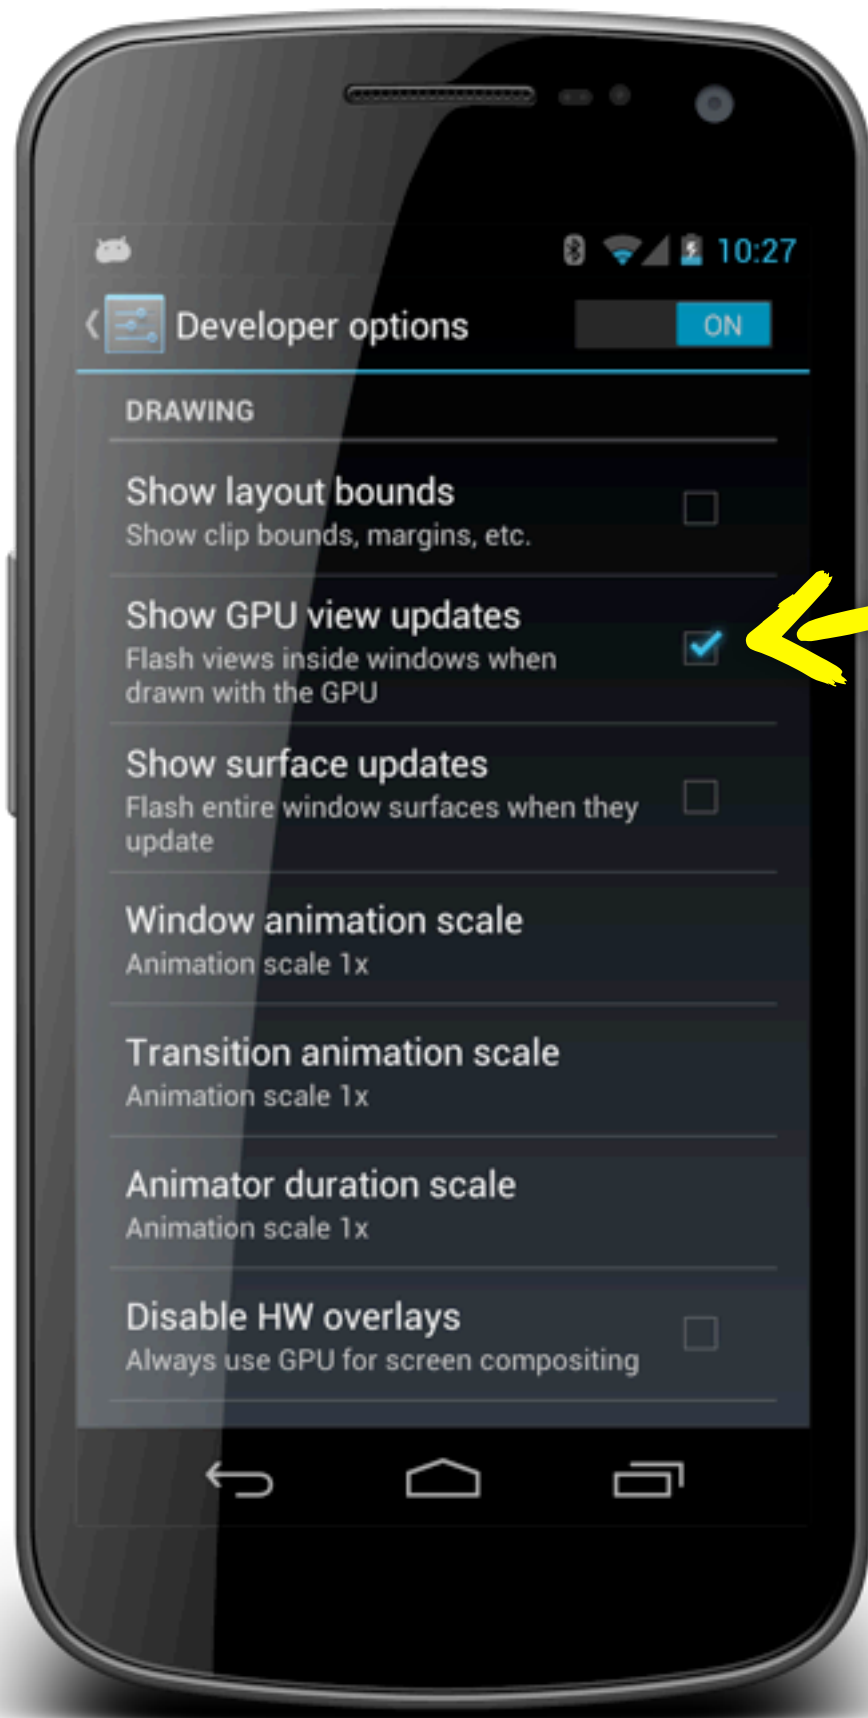 10:27
Developer options
ON
DRAWING
Show layout bounds
Show clip bounds, margins, etc.
Show GPU view updates
Flash views inside windows when
drawn with the GPU
Show surface updates
Flash entire window surfaces when they
update
Window animation scale
Animation scale 1x
Transition animation scale
Animation scale 1x
Animator duration scale
Animation scale 1x
Disable HW overlays
Always use GPU for screen compositing